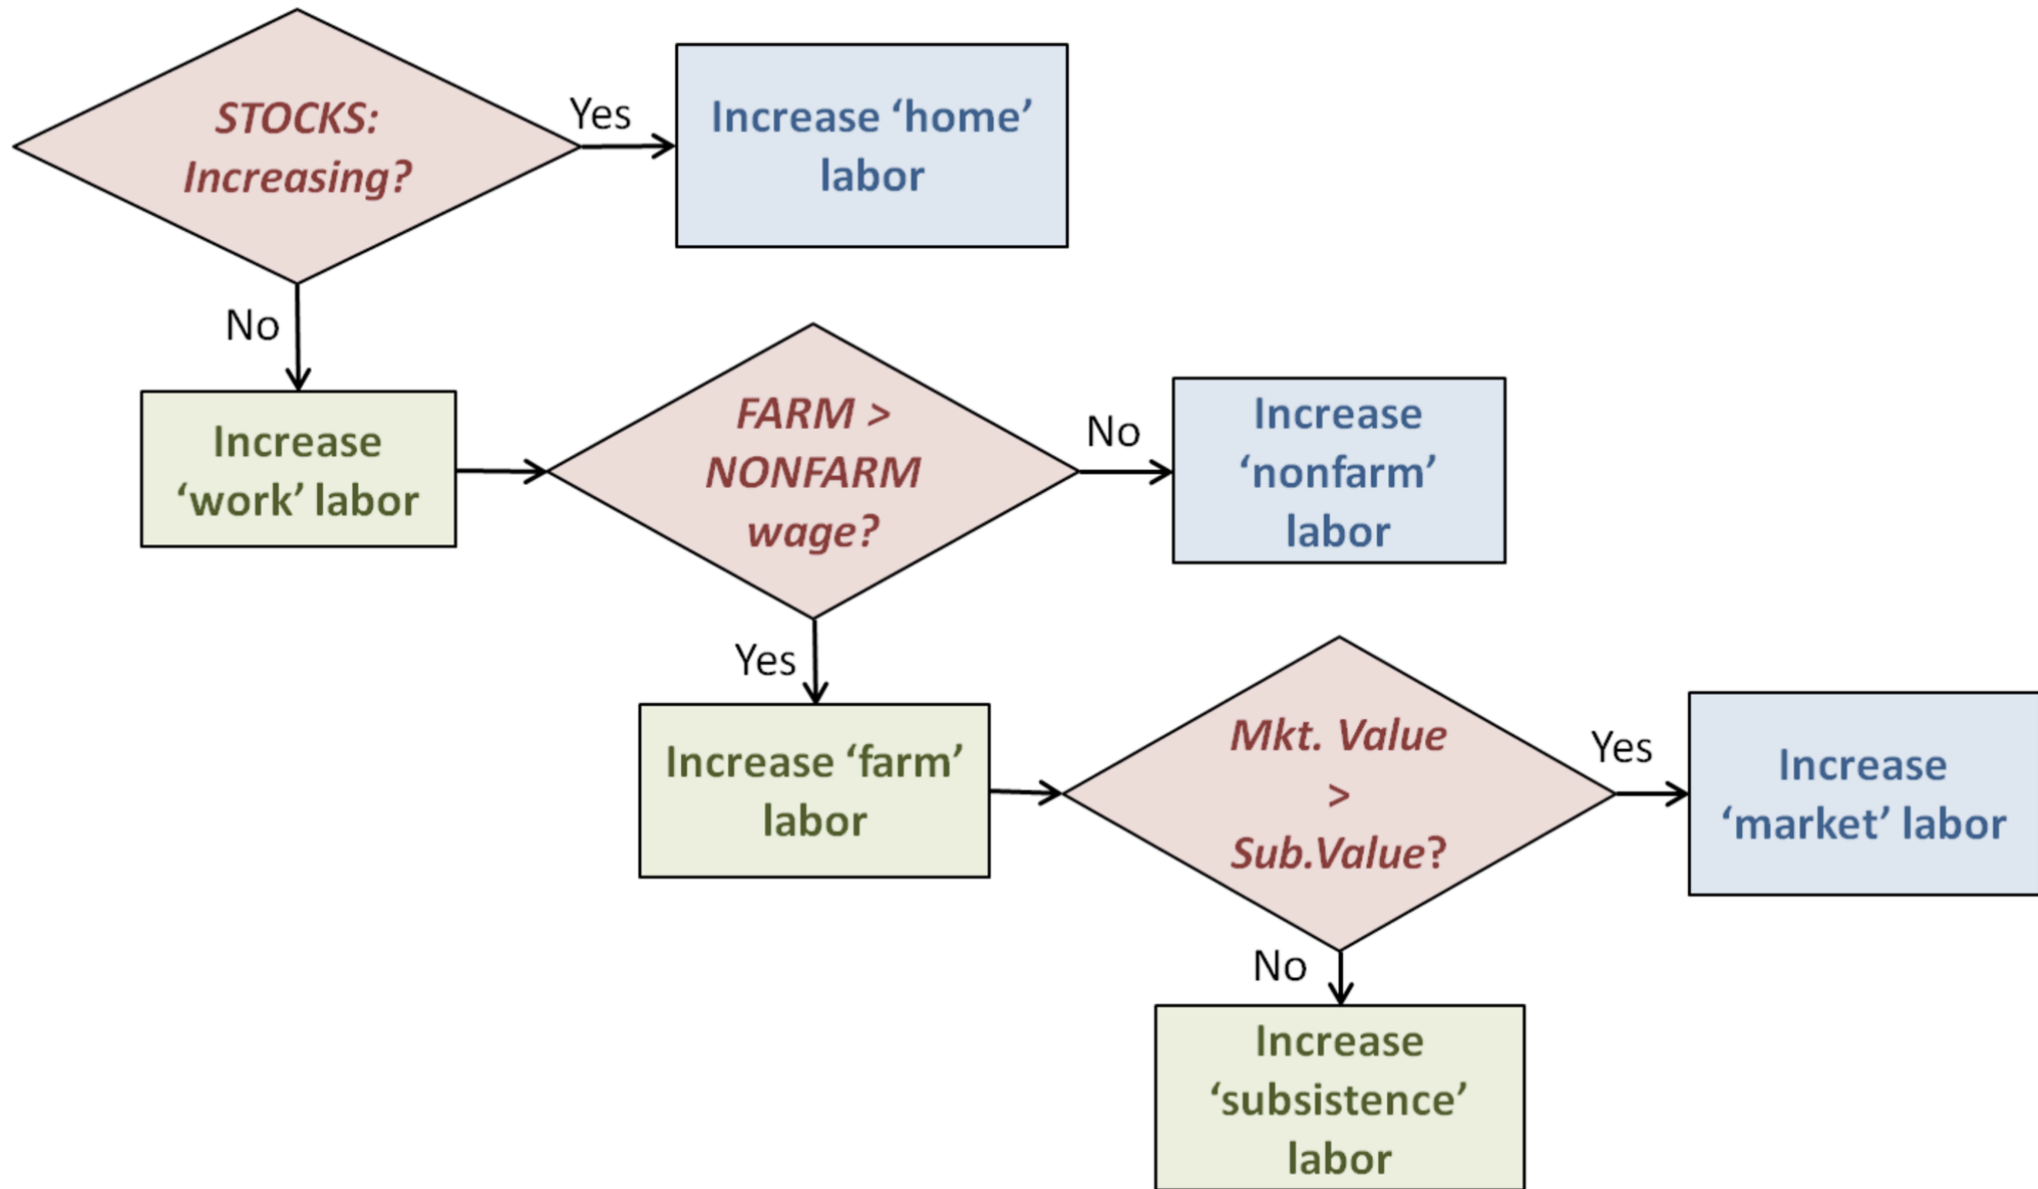 STOCKS:
Increasing?
Yes
Increase ‘home’
labor
No
Increase
‘work’ labor
FARM >
NONFARM
wage?
No
Increase
‘nonfarm’
labor
Yes
Increase ‘farm’
labor
Mkt. Value
>
Sub.Value?
Yes
Increase
‘market’ labor
No
Increase
‘subsistence’
labor